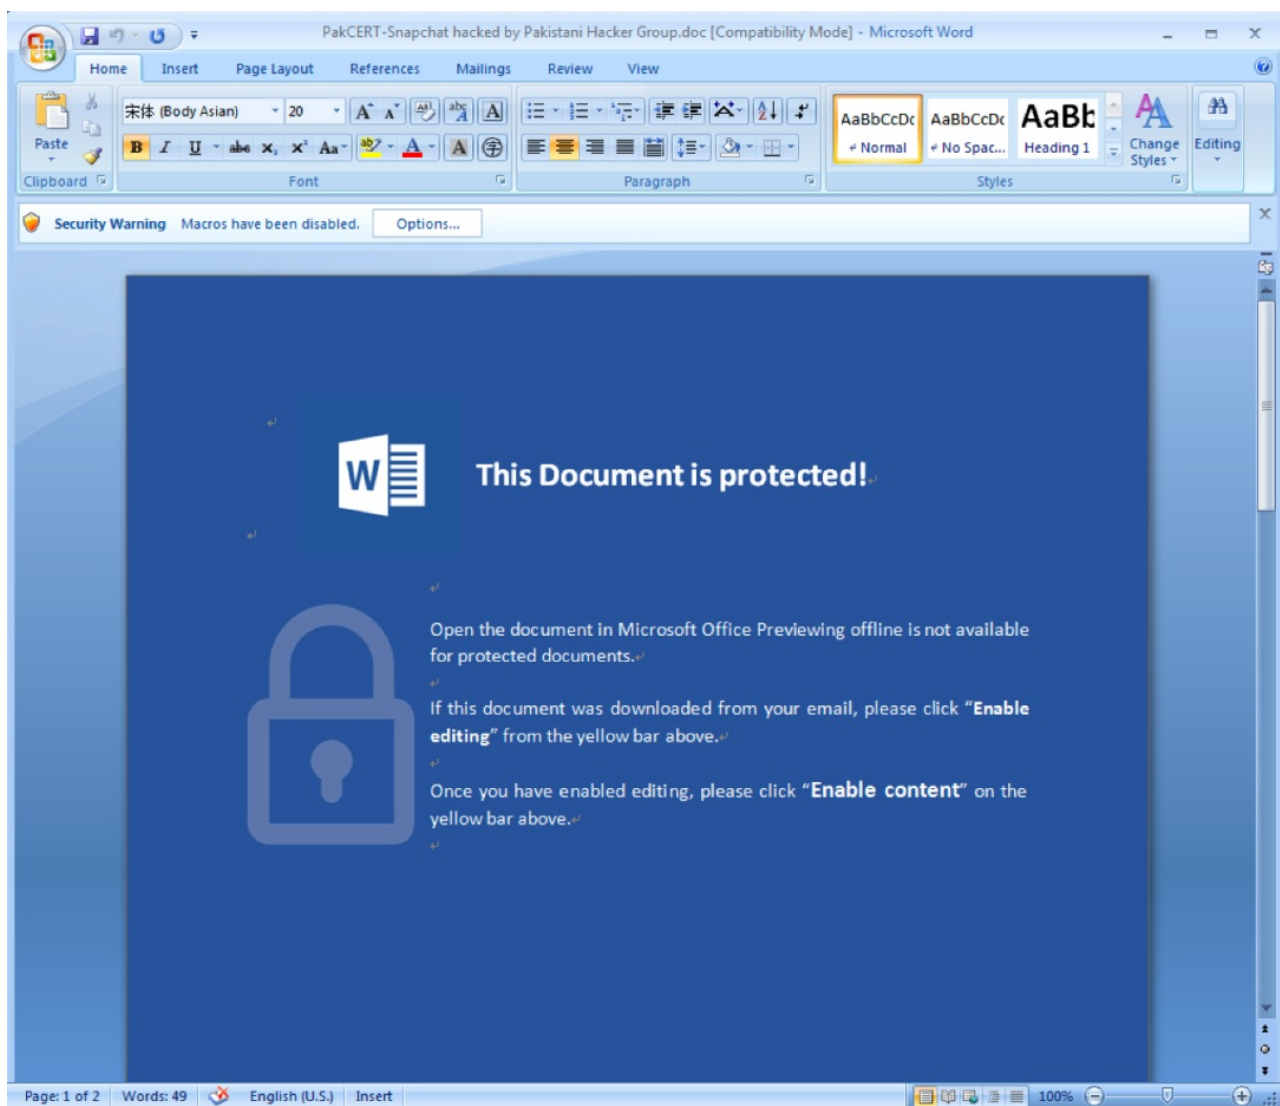 PakCERT-Snapchat hacked by Pakistani Hacker Group.doc [Compatibility Mode] - Microsoft Word
Home Insert Page Layout References Mailings Review View
Paste
宋体 (Body Asian) 20
AaBbCcDc AaBbCcDc AaBb
Normal No Spac... Heading 1
Change Styles
Editing
Clipboard Font Paragraph Styles
Security Warning Macros have been disabled. Options...
W
This Document is protected!
Open the document in Microsoft Office Previewing offline is not available
for protected documents.
If this document was downloaded from your email, please click “Enable
editing” from the yellow bar above.
Once you have enabled editing, please click “Enable content” on the
yellow bar above.
Page: 1 of 2 Words: 49 English (U.S.) Insert 100%